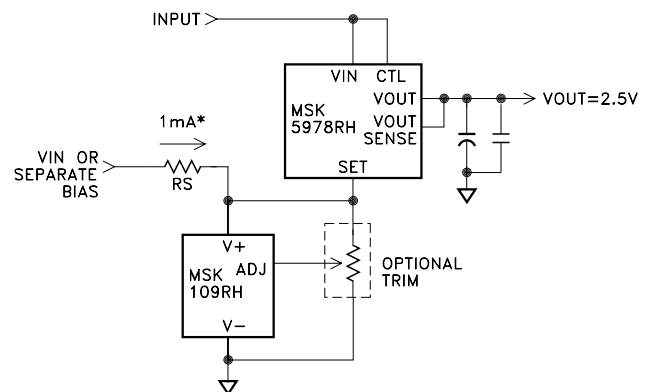 INPUT
VIN CTL
MSK
5978RH
VOUT
VOUT
SENSE
SET
VOUT=2.5V
1mA*
VIN OR
SEPARATE
BIAS
RS
V+
ADJ
MSK
109RH
V-
OPTIONAL
TRIM